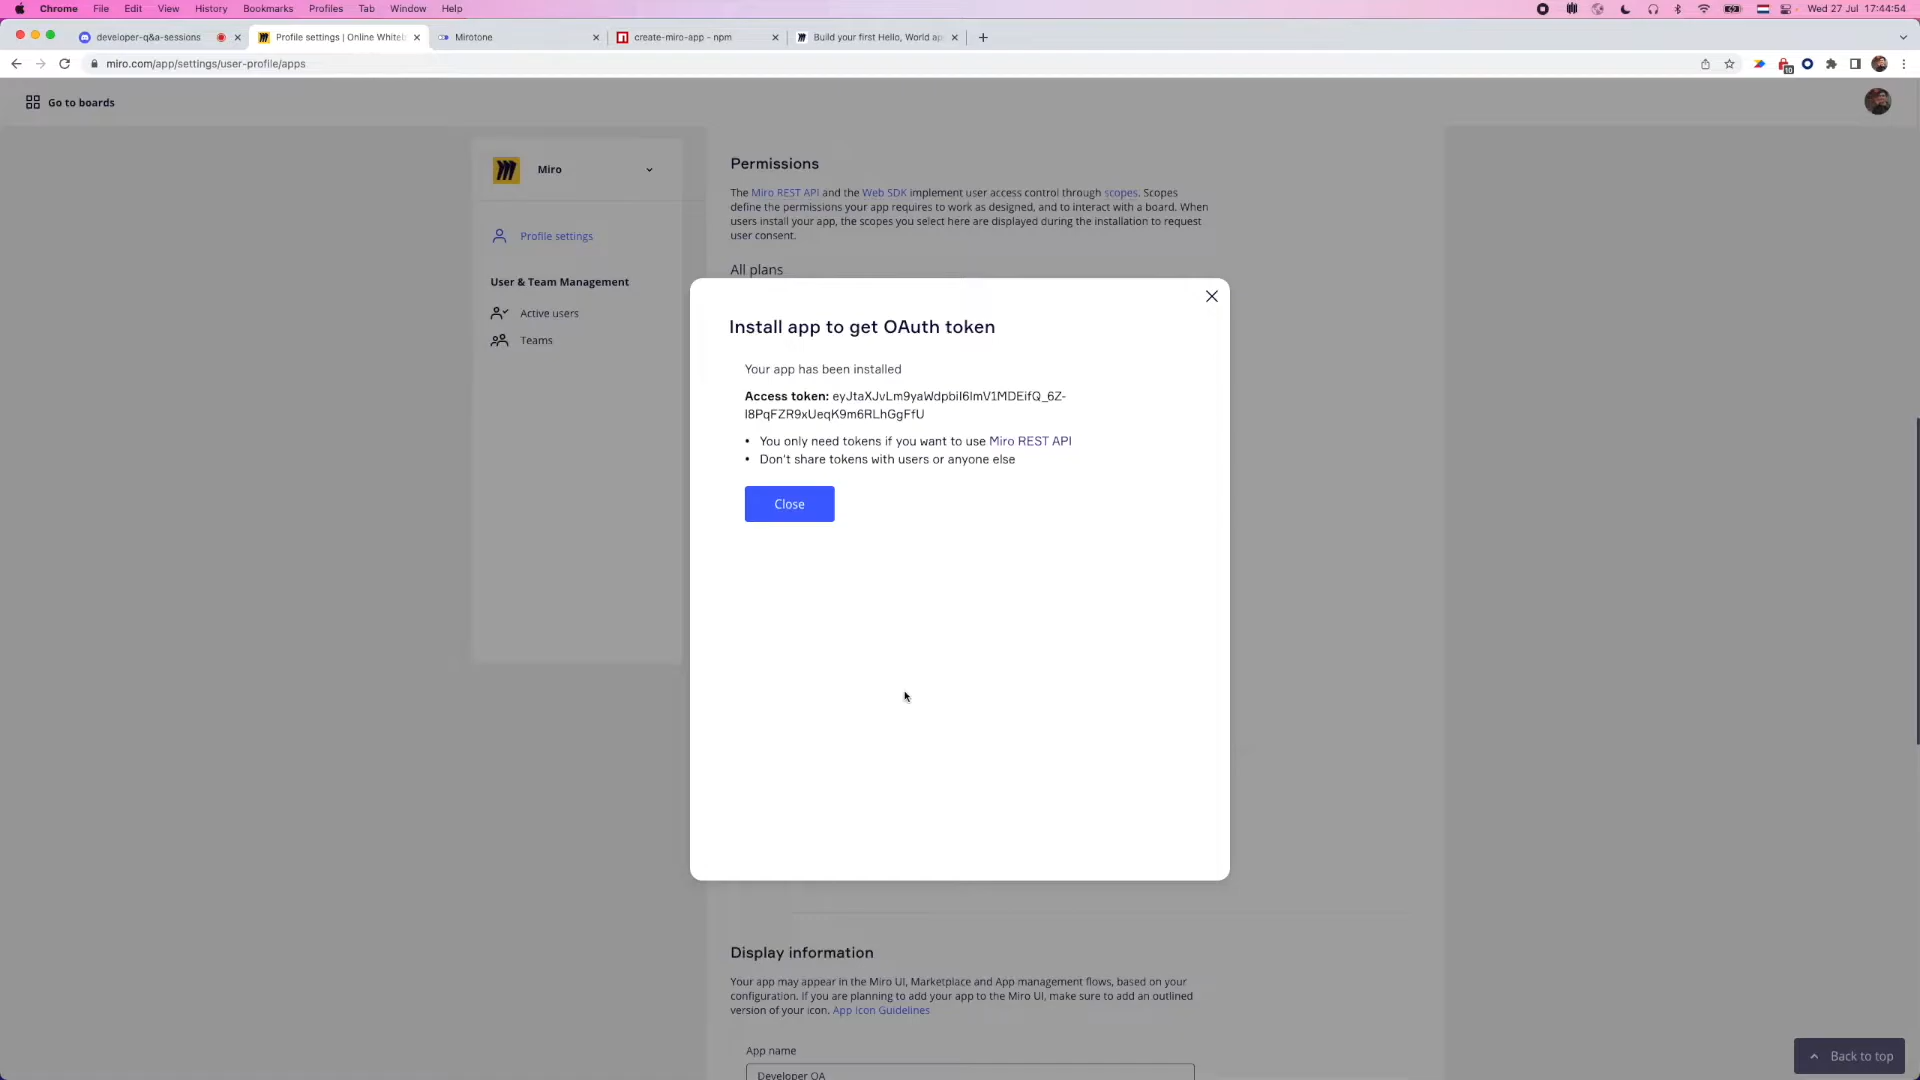 Chrome File Edit View History Bookmarks Profiles Tab Window Help Wed 27 Jul 17:44:54
developer-q&a-sessions Profile settings | Online Whiteb Mirotone create-miro-app - npm Build your first Hello, World ap
miro.com/app/settings/user-profile/apps
Go to boards
Miro
Profile settings
User & Team Management
Active users
Teams
Permissions
The Miro REST API and the Web SDK implement user access control through scopes. Scopes
define the permissions your app requires to work as designed, and to interact with a board. When
users install your app, the scopes you select here are displayed during the installation to request
user consent.
All plans
Install app to get OAuth token
Your app has been installed
Access token: eyJtaXJvLm9yaWdpbiI6ImV1MDEifQ_6Z-
I8PqFZR9xUeqK9m6RLhGgFfU
• You only need tokens if you want to use Miro REST API
• Don't share tokens with users or anyone else
Close
Display information
Your app may appear in the Miro UI, Marketplace and App management flows, based on your
configuration. If you are planning to add your app to the Miro UI, make sure to add an outlined
version of your icon. App Icon Guidelines
App name
Developer QA
Back to top